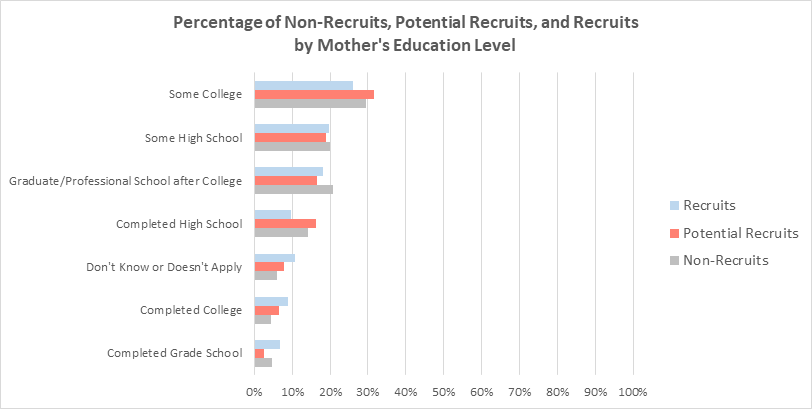 Percentage of Non-Recruits, Potential Recruits, and Recruits
by Mother's Education Level
Some College
Some High School
Graduate/Professional School after College
Completed High School
Don't Know or Doesn't Apply
Completed College
Completed Grade School
0% 10% 20% 30% 40% 50% 60% 70% 80% 90% 100%
Recruits
Potential Recruits
Non-Recruits